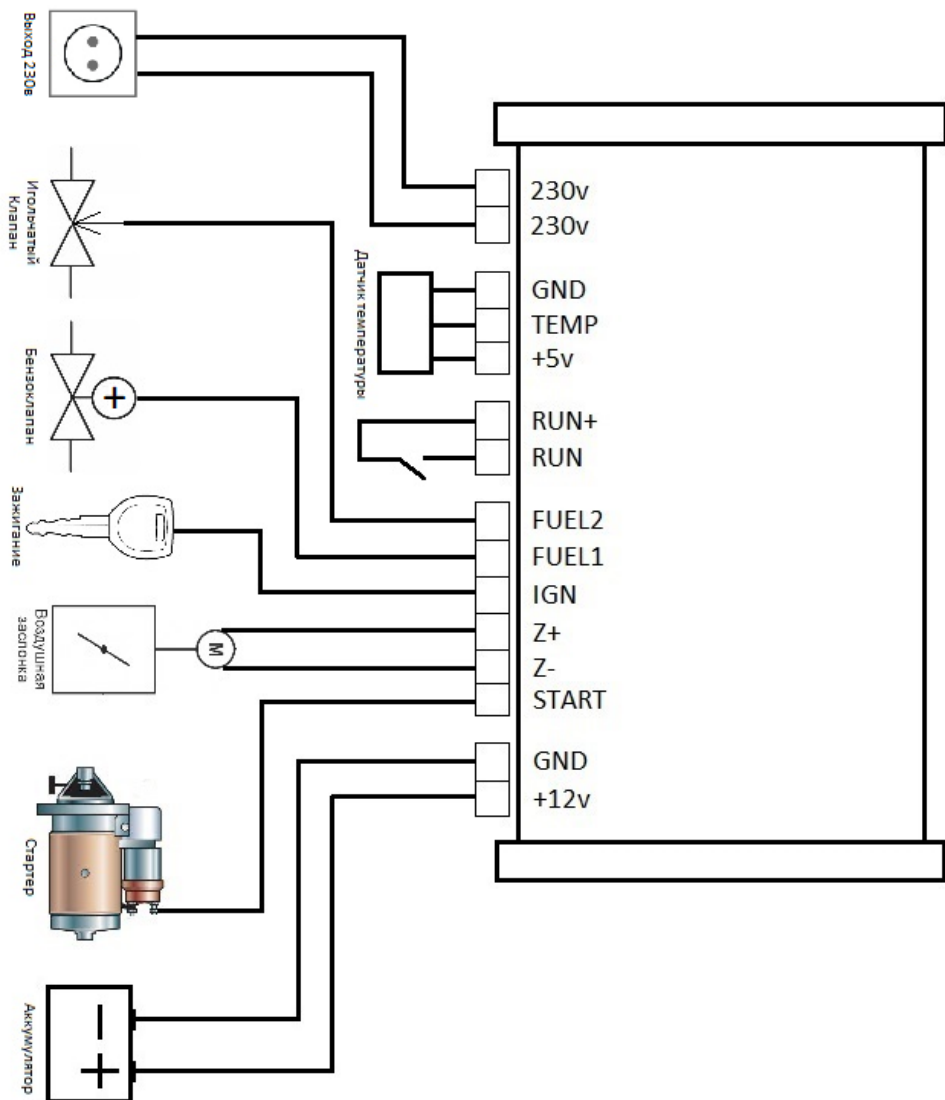 Выход 230в
Игольчатый
Клапан
Бензоклапан
Зажигание
Воздушная
заслонка
M
Стартер
Аккумулятор
Датчик температуры
230v
230v
GND
TEMP
+5v
RUN+
RUN
FUEL2
FUEL1
IGN
Z+
Z-
START
GND
+12v